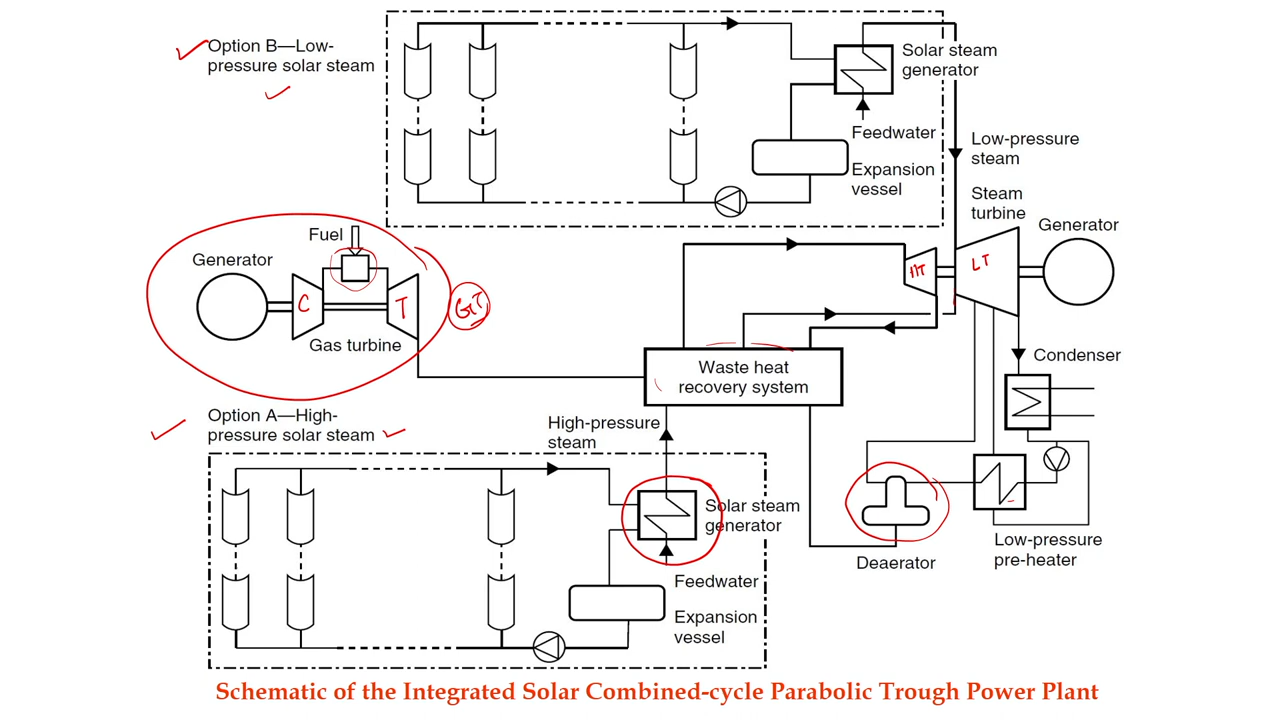 Option B—Low-
pressure solar steam
Solar steam
generator
Feedwater
Expansion
vessel
Low-pressure
steam
Steam
turbine
Generator
Fuel
Generator
C
T
GT
Gas turbine
HT
LT
Waste heat
recovery system
Condenser
Option A—High-
pressure solar steam
High-pressure
steam
Solar steam
generator
Feedwater
Expansion
vessel
Deaerator
Low-pressure
pre-heater
Schematic of the Integrated Solar Combined-cycle Parabolic Trough Power Plant